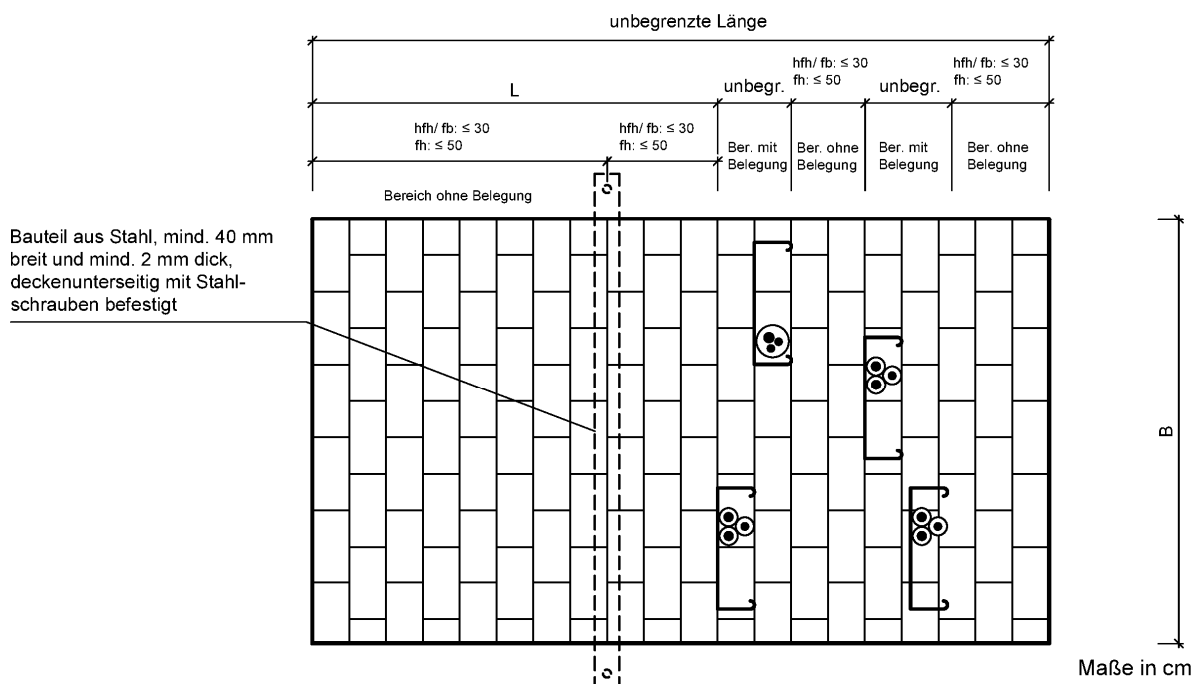 unbegrenzte Länge
hfh/ fb: ≤ 30
fh: ≤ 50
hfh/ fb: ≤ 30
fh: ≤ 50
L
unbegr.
unbegr.
hfh/ fb: ≤ 30
fh: ≤ 50
hfh/ fb: ≤ 30
fh: ≤ 50
Ber. mit
Belegung
Ber. ohne
Belegung
Ber. mit
Belegung
Ber. ohne
Belegung
Bereich ohne Belegung
Bauteil aus Stahl, mind. 40 mm
breit und mind. 2 mm dick,
deckenunterseitig mit Stahl-
schrauben befestigt
B
Maße in cm